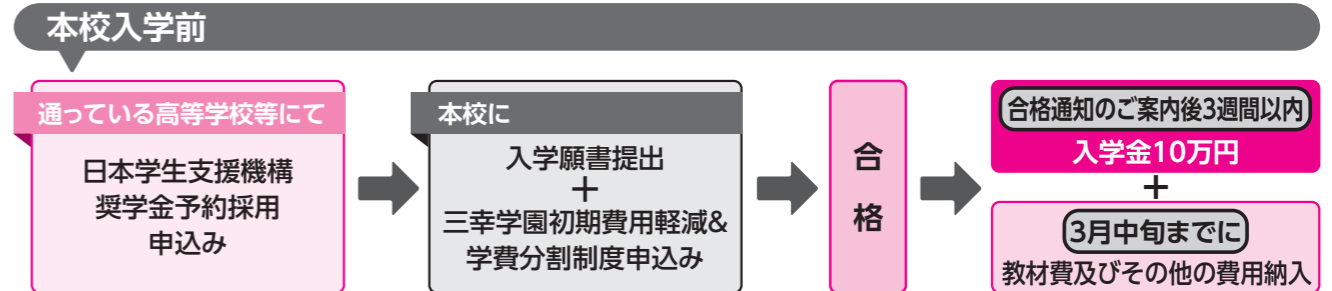 本校入学前
通っている高等学校等にて
日本学生支援機構
奨学金予約採用
申込み
本校に
入学願書提出
+
三幸学園初期費用軽減&
学費分割制度申込み
合
格
合格通知のご案内後3週間以内
入学金10万円
+
3月中旬までに
教材費及びその他の費用納入